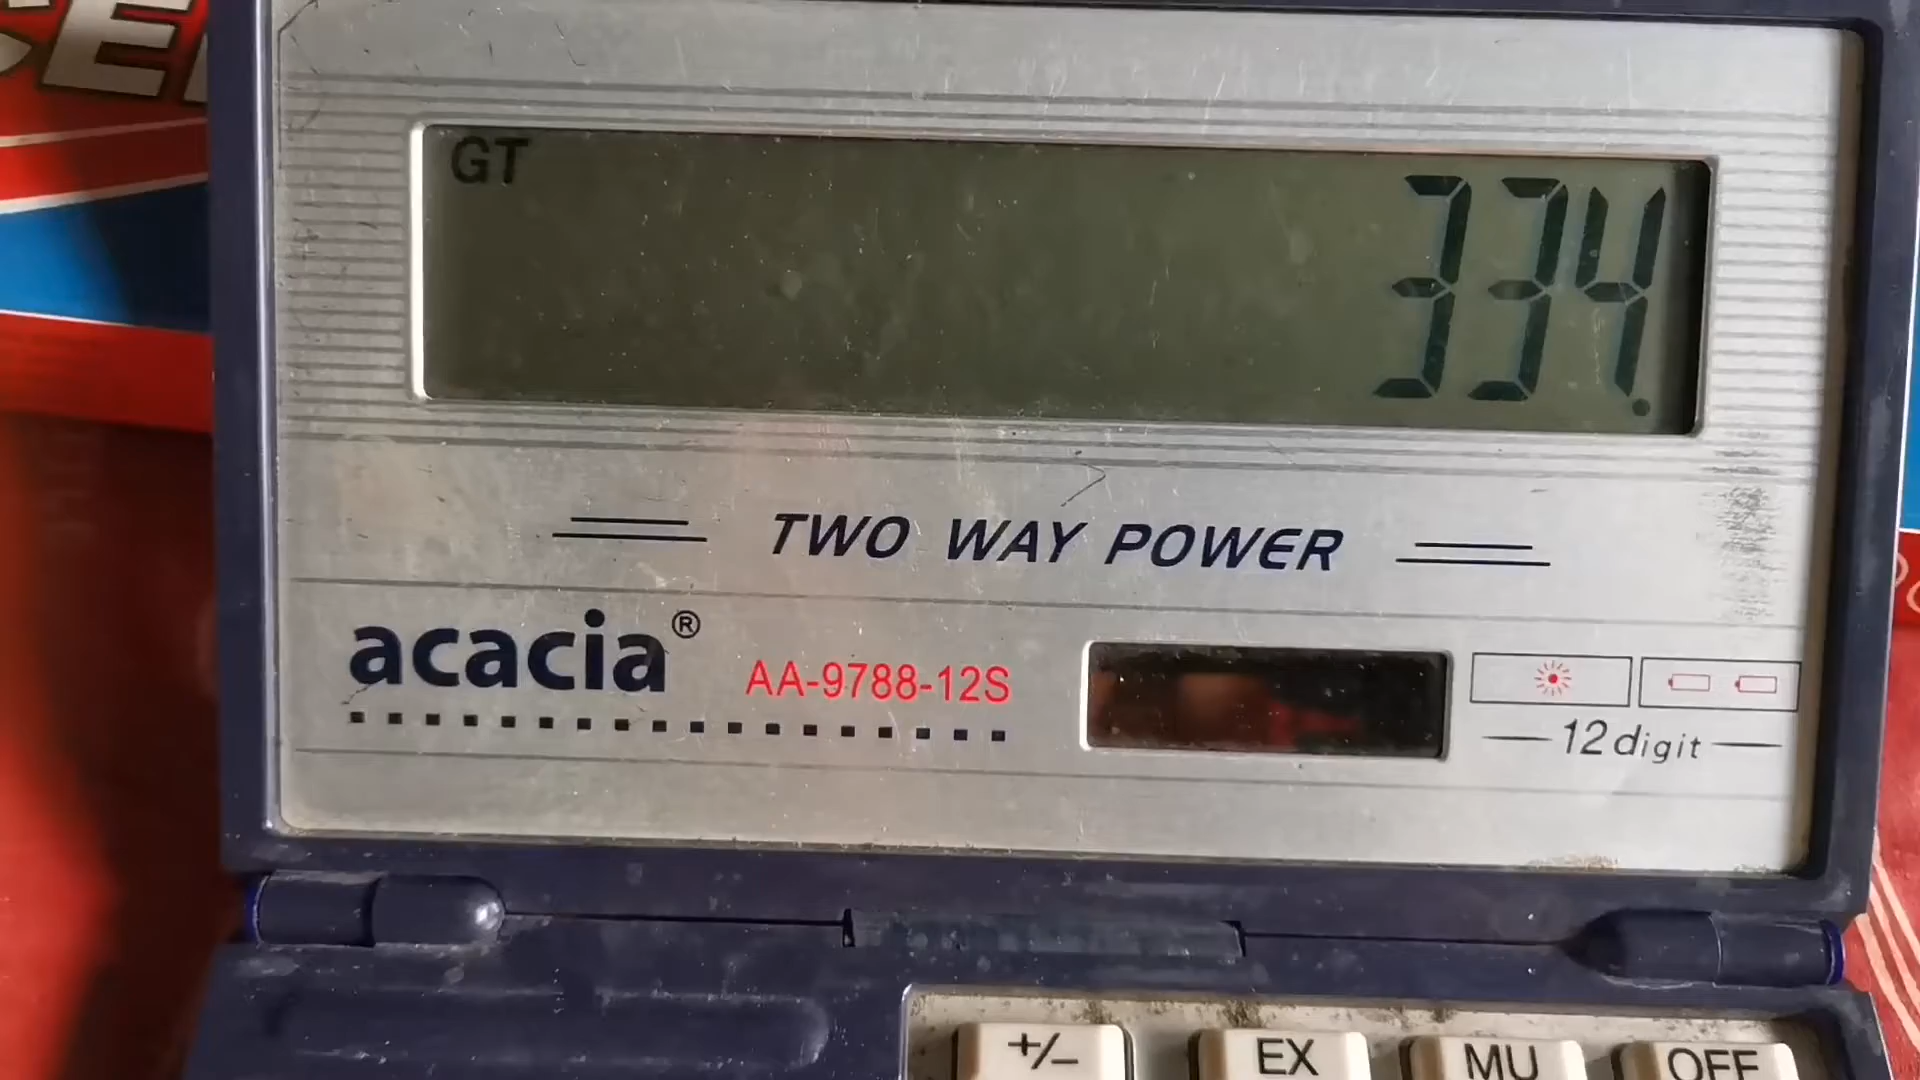 GT
334.
TWO WAY POWER
acacia®
AA-9788-12S
12 digit
+/-
EX
MU
OFF